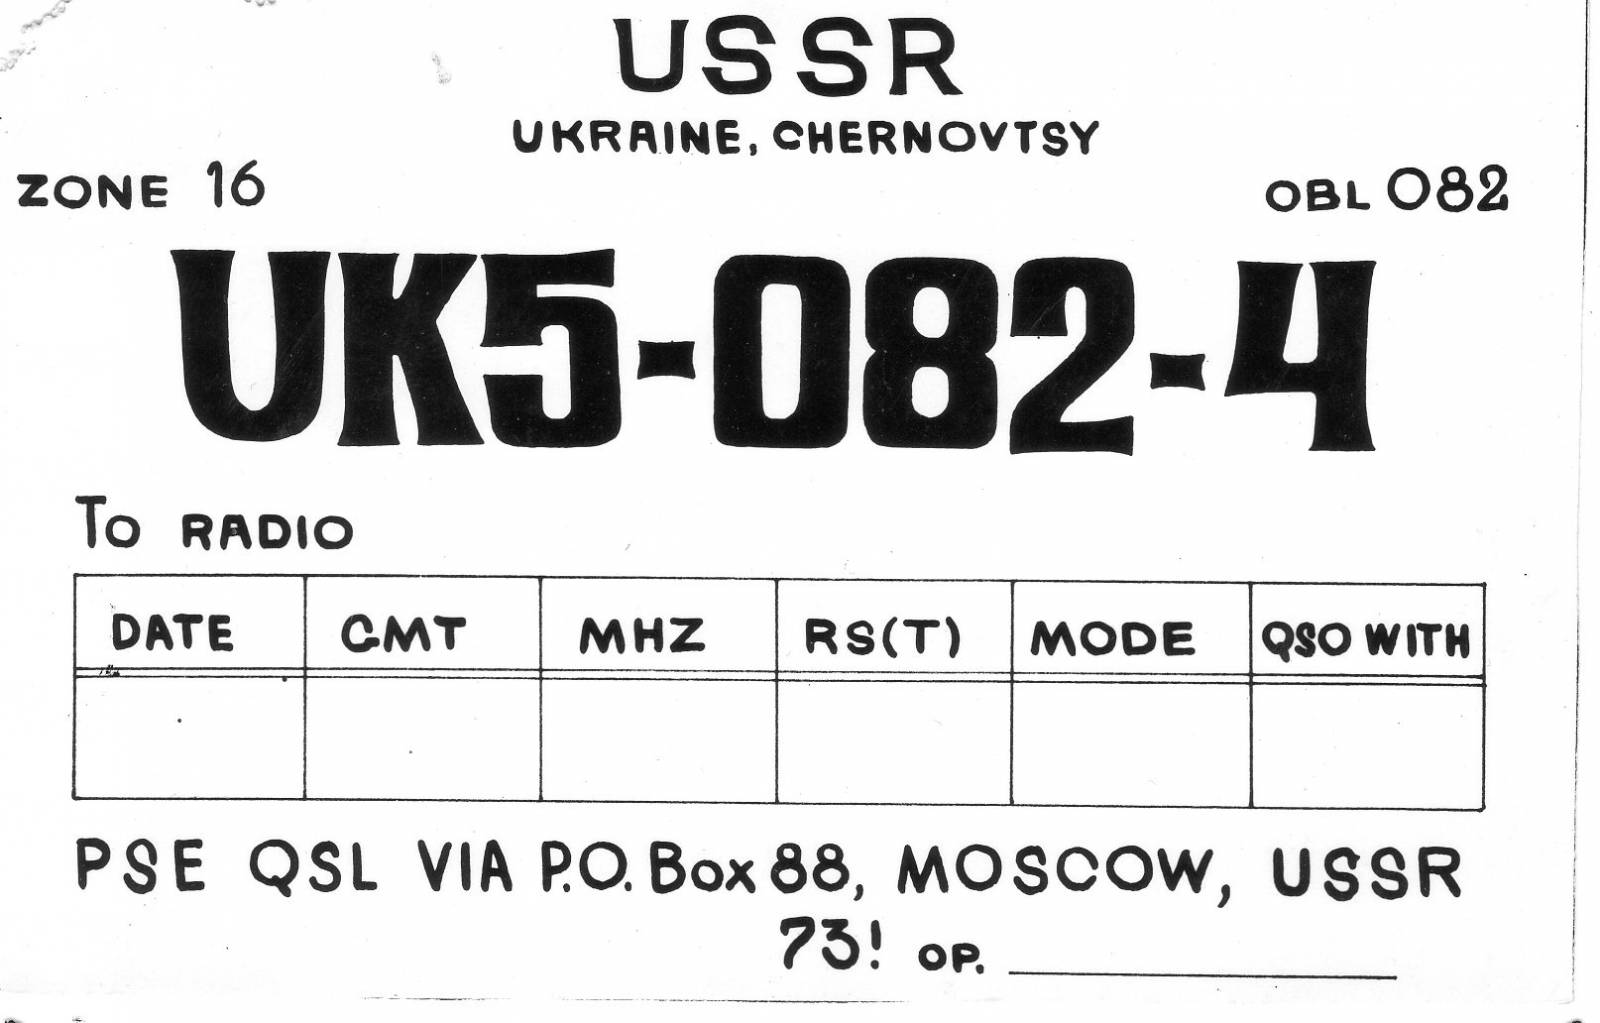 USSR
UKRAINE, CHERNOVTSY
ZONE 16 OBL 082
UK5-082-4
To RADIO
DATE GMT MHZ RS(T) MODE QSO WITH
PSE QSL VIA P.O. Box 88, MOSCOW, USSR
73! OP.